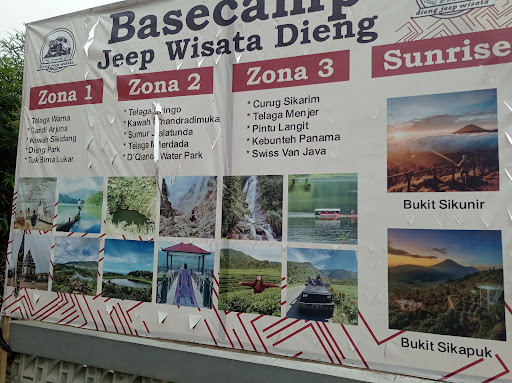 Basecamp
Jeep Wisata Dieng
dieng jeep wisata
Zona 1
* Telaga Warna
* Candi Arjuna
* Kawah Sikidang
* Dieng Park
* Tuk Bima Lukar
Zona 2
* Kawah Chandradimuka
* Sumur Jalatunda
* Telaga Merdada
* D'Qiano Water Park
Zona 3
* Curug Sikarim
* Telaga Menjer
* Pintu Langit
* Kebunteh Panama
* Swiss Van Java
Sunrise
Bukit Sikunir
Bukit Sikapuk